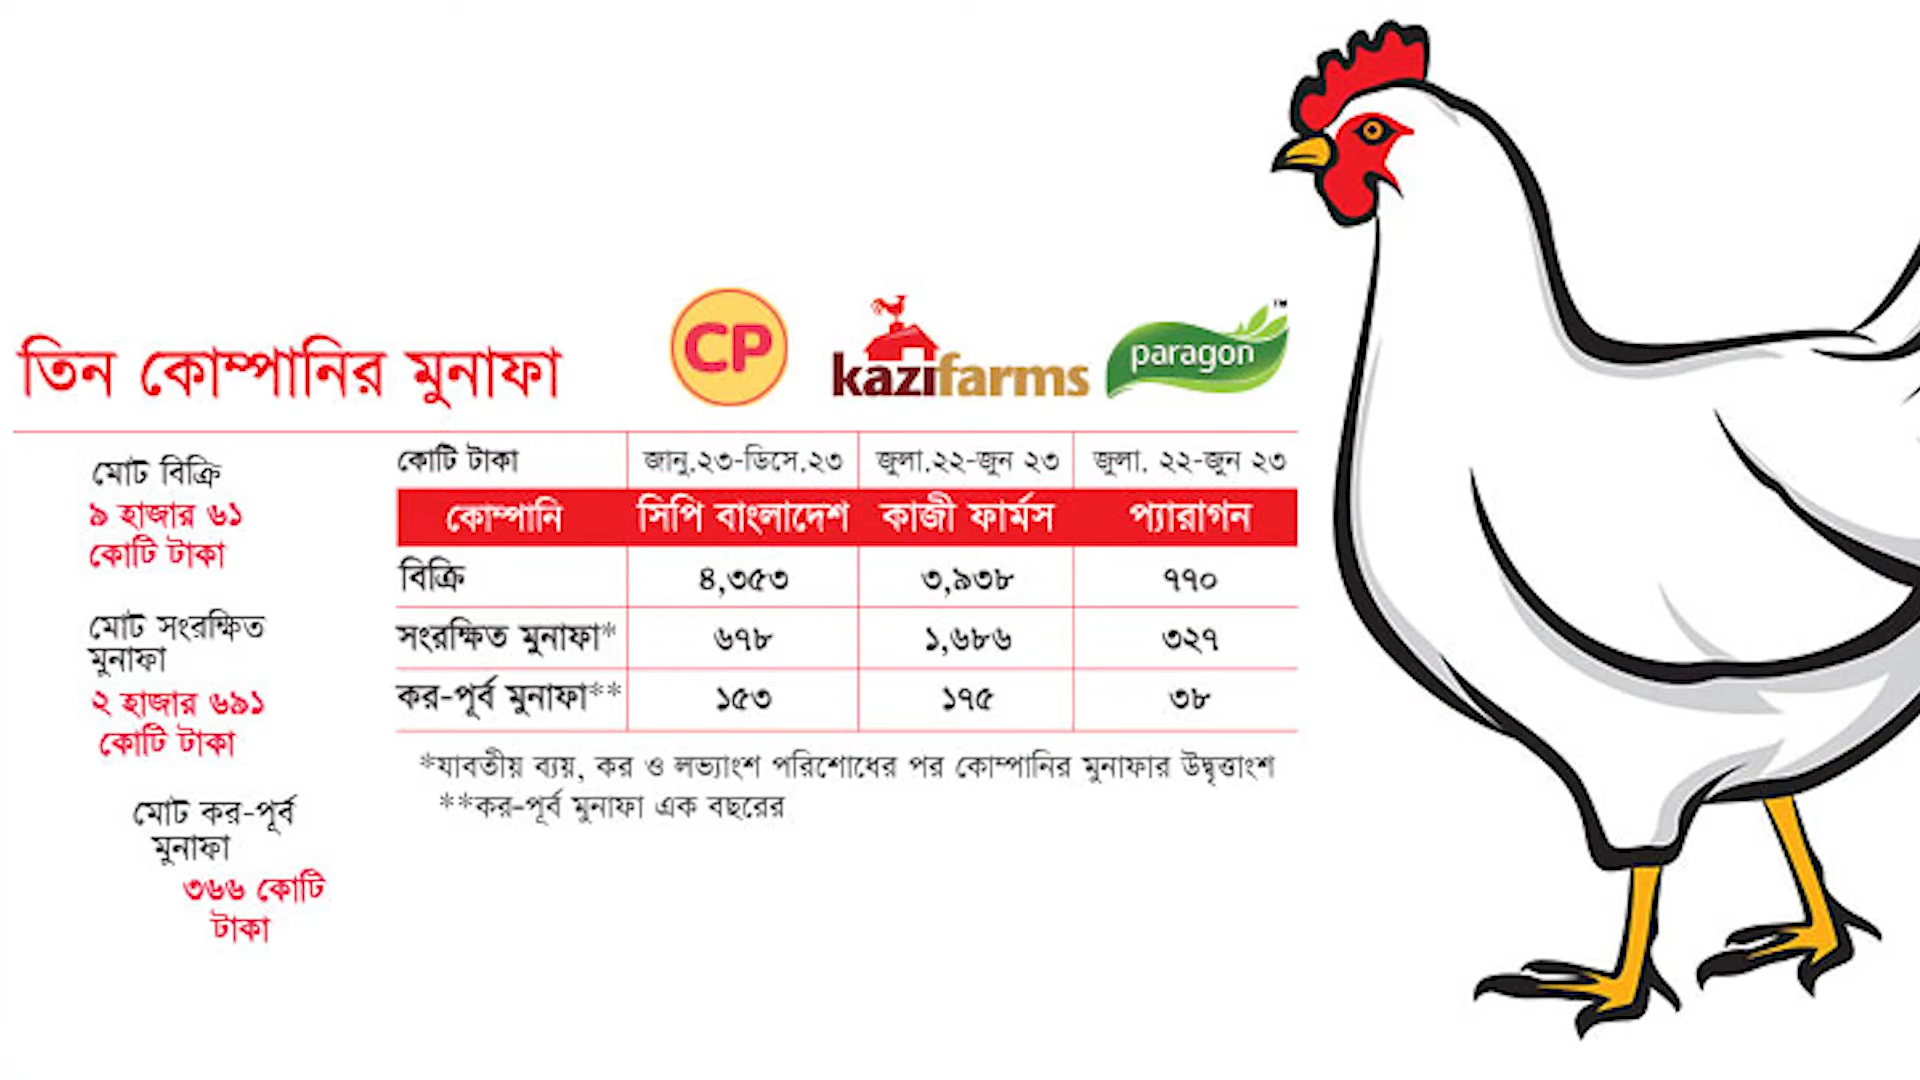 তিন কোম্পানির মুনাফা
CP
kazifarms
paragon™
মোট বিক্রি
৯ হাজার ৬১
কোটি টাকা
মোট সংরক্ষিত
মুনাফা
২ হাজার ৬৯১
কোটি টাকা
মোট কর-পূর্ব
মুনাফা
৩৬৬ কোটি
টাকা
কোটি টাকা জানু.২৩-ডিসে.২৩ জুলা.২২-জুন ২৩ জুলা. ২২-জুন ২৩
কোম্পানি সিপি বাংলাদেশ কাজী ফার্মস প্যারাগন
বিক্রি ৪,৩৫৩ ৩,৯৩৮ ৭৭০
সংরক্ষিত মুনাফা* ৬৭৮ ১,৬৮৬ ৩২৭
কর-পূর্ব মুনাফা** ১৫৩ ১৭৫ ৩৮
*যাবতীয় ব্যয়, কর ও লভ্যাংশ পরিশোধের পর কোম্পানির মুনাফার উদ্বৃত্তাংশ
**কর-পূর্ব মুনাফা এক বছরের